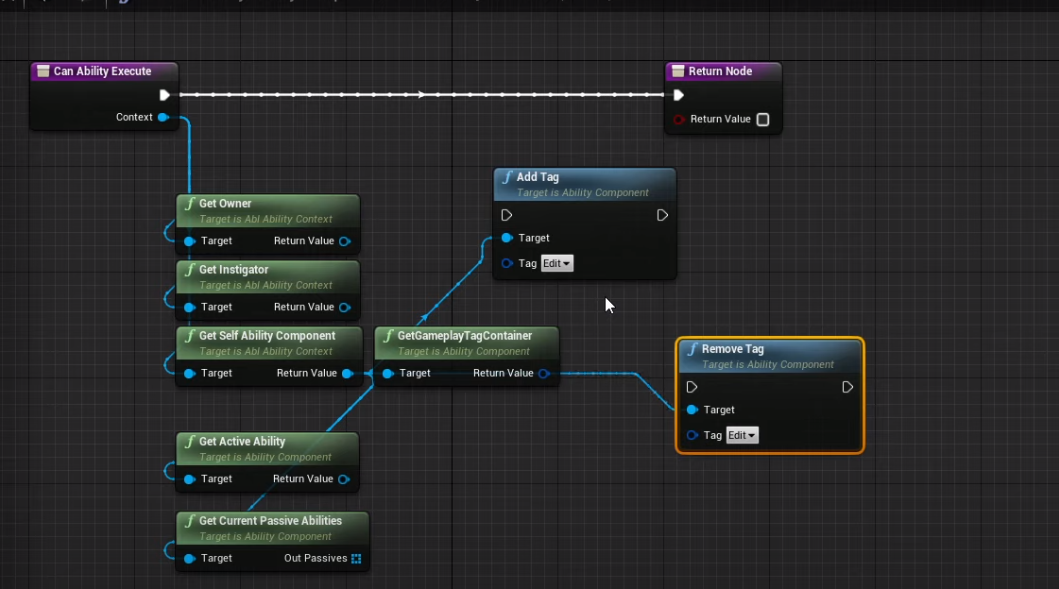 Can Ability Execute
Context
Return Node
Return Value
Add Tag
Target is Ability Component
Target
Tag Edit
Get Owner
Target is Abl Ability Context
Target Return Value
Get Instigator
Target is Abl Ability Context
Target Return Value
Get Self Ability Component
Target is Abl Ability Context
Target Return Value
GetGameplayTagContainer
Target is Ability Component
Target Return Value
Remove Tag
Target is Ability Component
Target
Tag Edit
Get Active Ability
Target is Ability Component
Target Return Value
Get Current Passive Abilities
Target is Ability Component
Target Out Passives